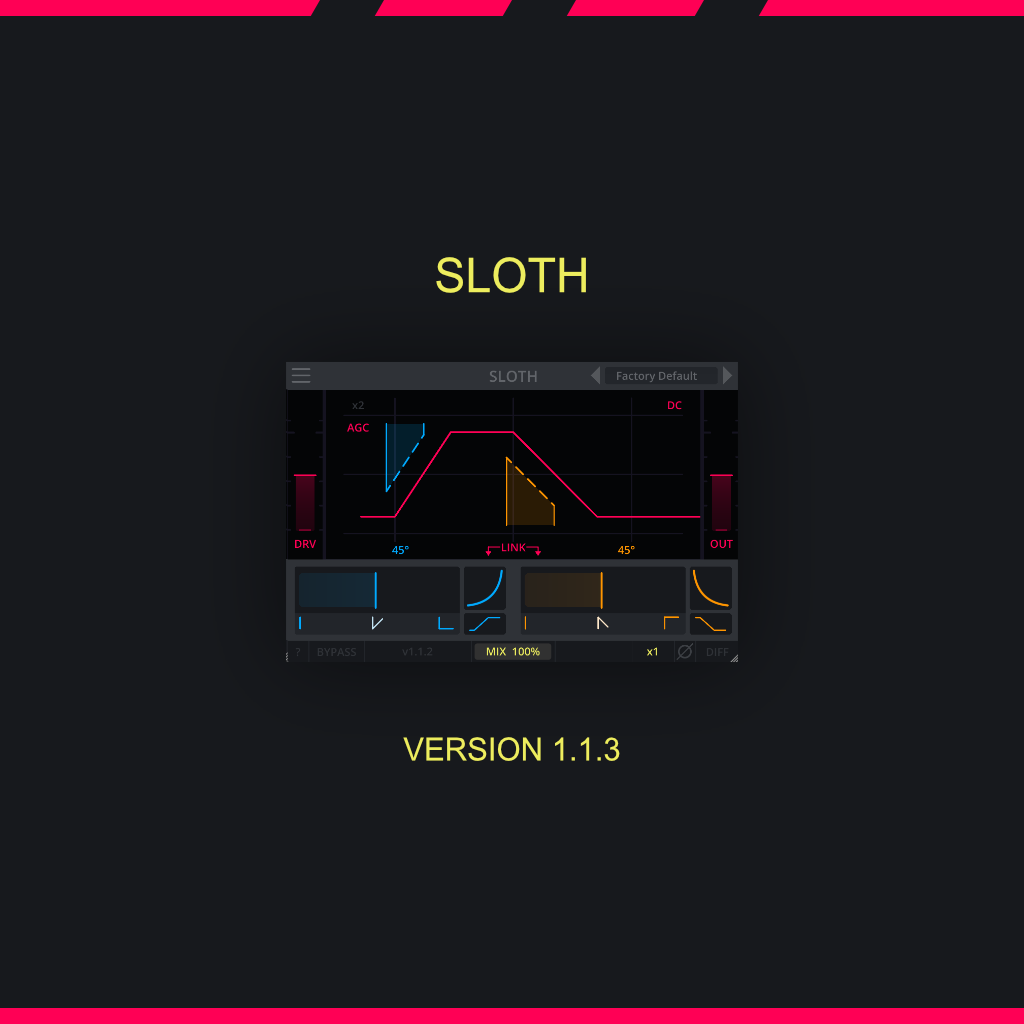 SLOTH
SLOTH Factory Default
x2 DC
AGC
DRV 45° LINK 45° OUT
? BYPASS v1.1.2 MIX 100% x1 DIFF
VERSION 1.1.3